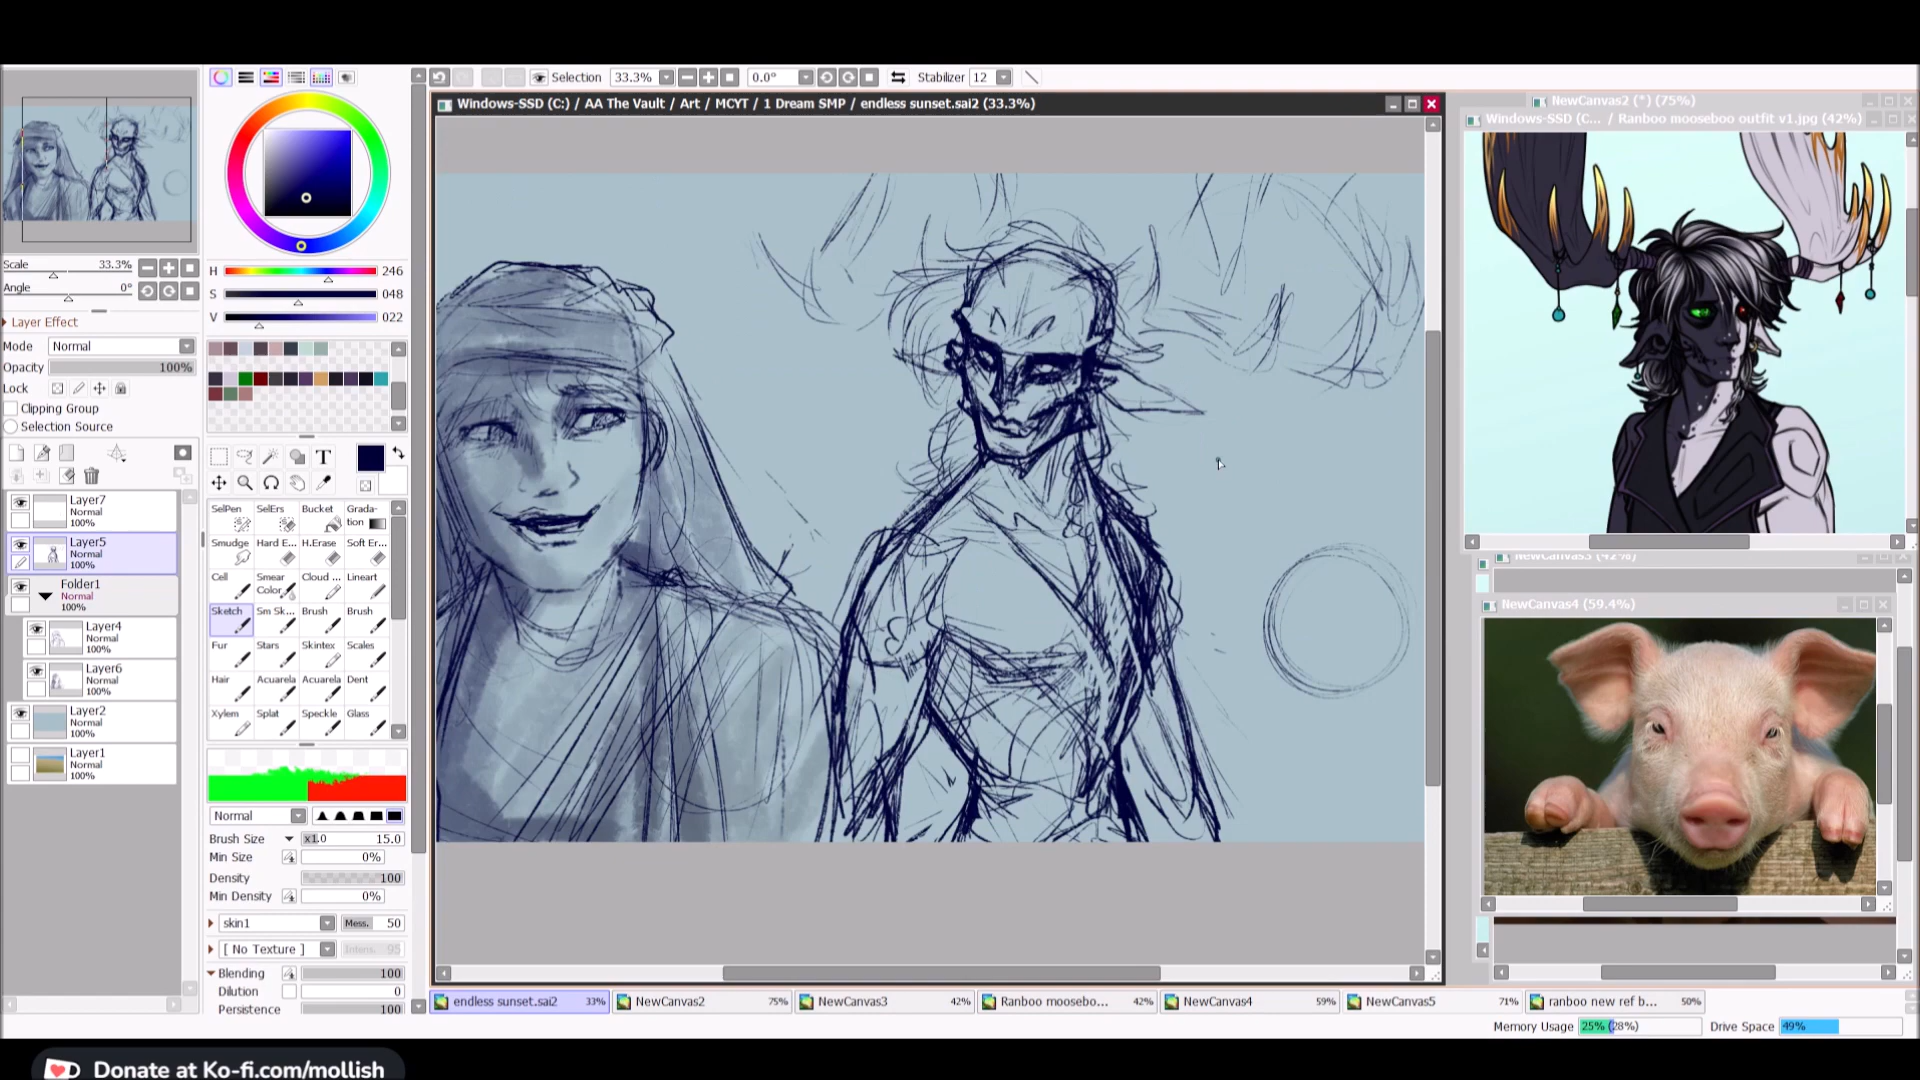 Selection 33.3% 0.0° Stabilizer 12
Windows-SSD (C:) / AA The Vault / Art / MCYT / 1 Dream SMP / endless sunset.sai2 (33.3%)
NewCanvas2 (*) (75%)
Windows-SSD (C... / Ranboo mooseboo outfit v1.jpg (42%)
NewCanvas3 (42%)
NewCanvas4 (59.4%)
Scale 33.3%
Angle 0°
Layer Effect
Mode Normal
Opacity 100%
Lock
Clipping Group
Selection Source
Layer7
Normal
100%
Layer5
Normal
100%
Folder1
Normal
100%
Layer4
Normal
100%
Layer6
Normal
100%
Layer2
Normal
100%
Layer1
Normal
100%
H 246
S 048
V 022
T
SelPen SelErs Bucket Grada-
tion
Smudge Hard E... H.Erase Soft Er...
Cell Smear Cloud ... Lineart
Color...
Sketch Sm Sk... Brush Brush
Fur Stars Skintex Scales
Hair Acuarela Acuarela Dent
Xylem Splat Speckle Glass
Normal
Brush Size x1.0 15.0
Min Size 0%
Density 100
Min Density 0%
skin1 Mess. 50
[ No Texture ] Intens. 95
Blending 100
Dilution 0
Persistence 100
endless sunset.sai2 33%
NewCanvas2 75%
NewCanvas3 42%
Ranboo moosebo... 42%
NewCanvas4 59%
NewCanvas5 71%
ranboo new ref b... 50%
Memory Usage 25% (28%) Drive Space 49%
Donate at Ko-fi.com/mollish